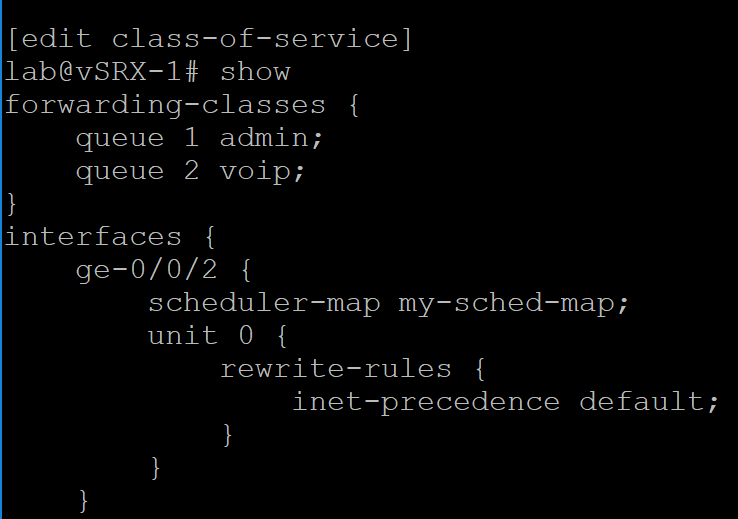 [edit class-of-service]
lab@vSRX-1# show
forwarding-classes {
    queue 1 admin;
    queue 2 voip;
}
interfaces {
    ge-0/0/2 {
        scheduler-map my-sched-map;
        unit 0 {
            rewrite-rules {
                inet-precedence default;
            }
        }
    }